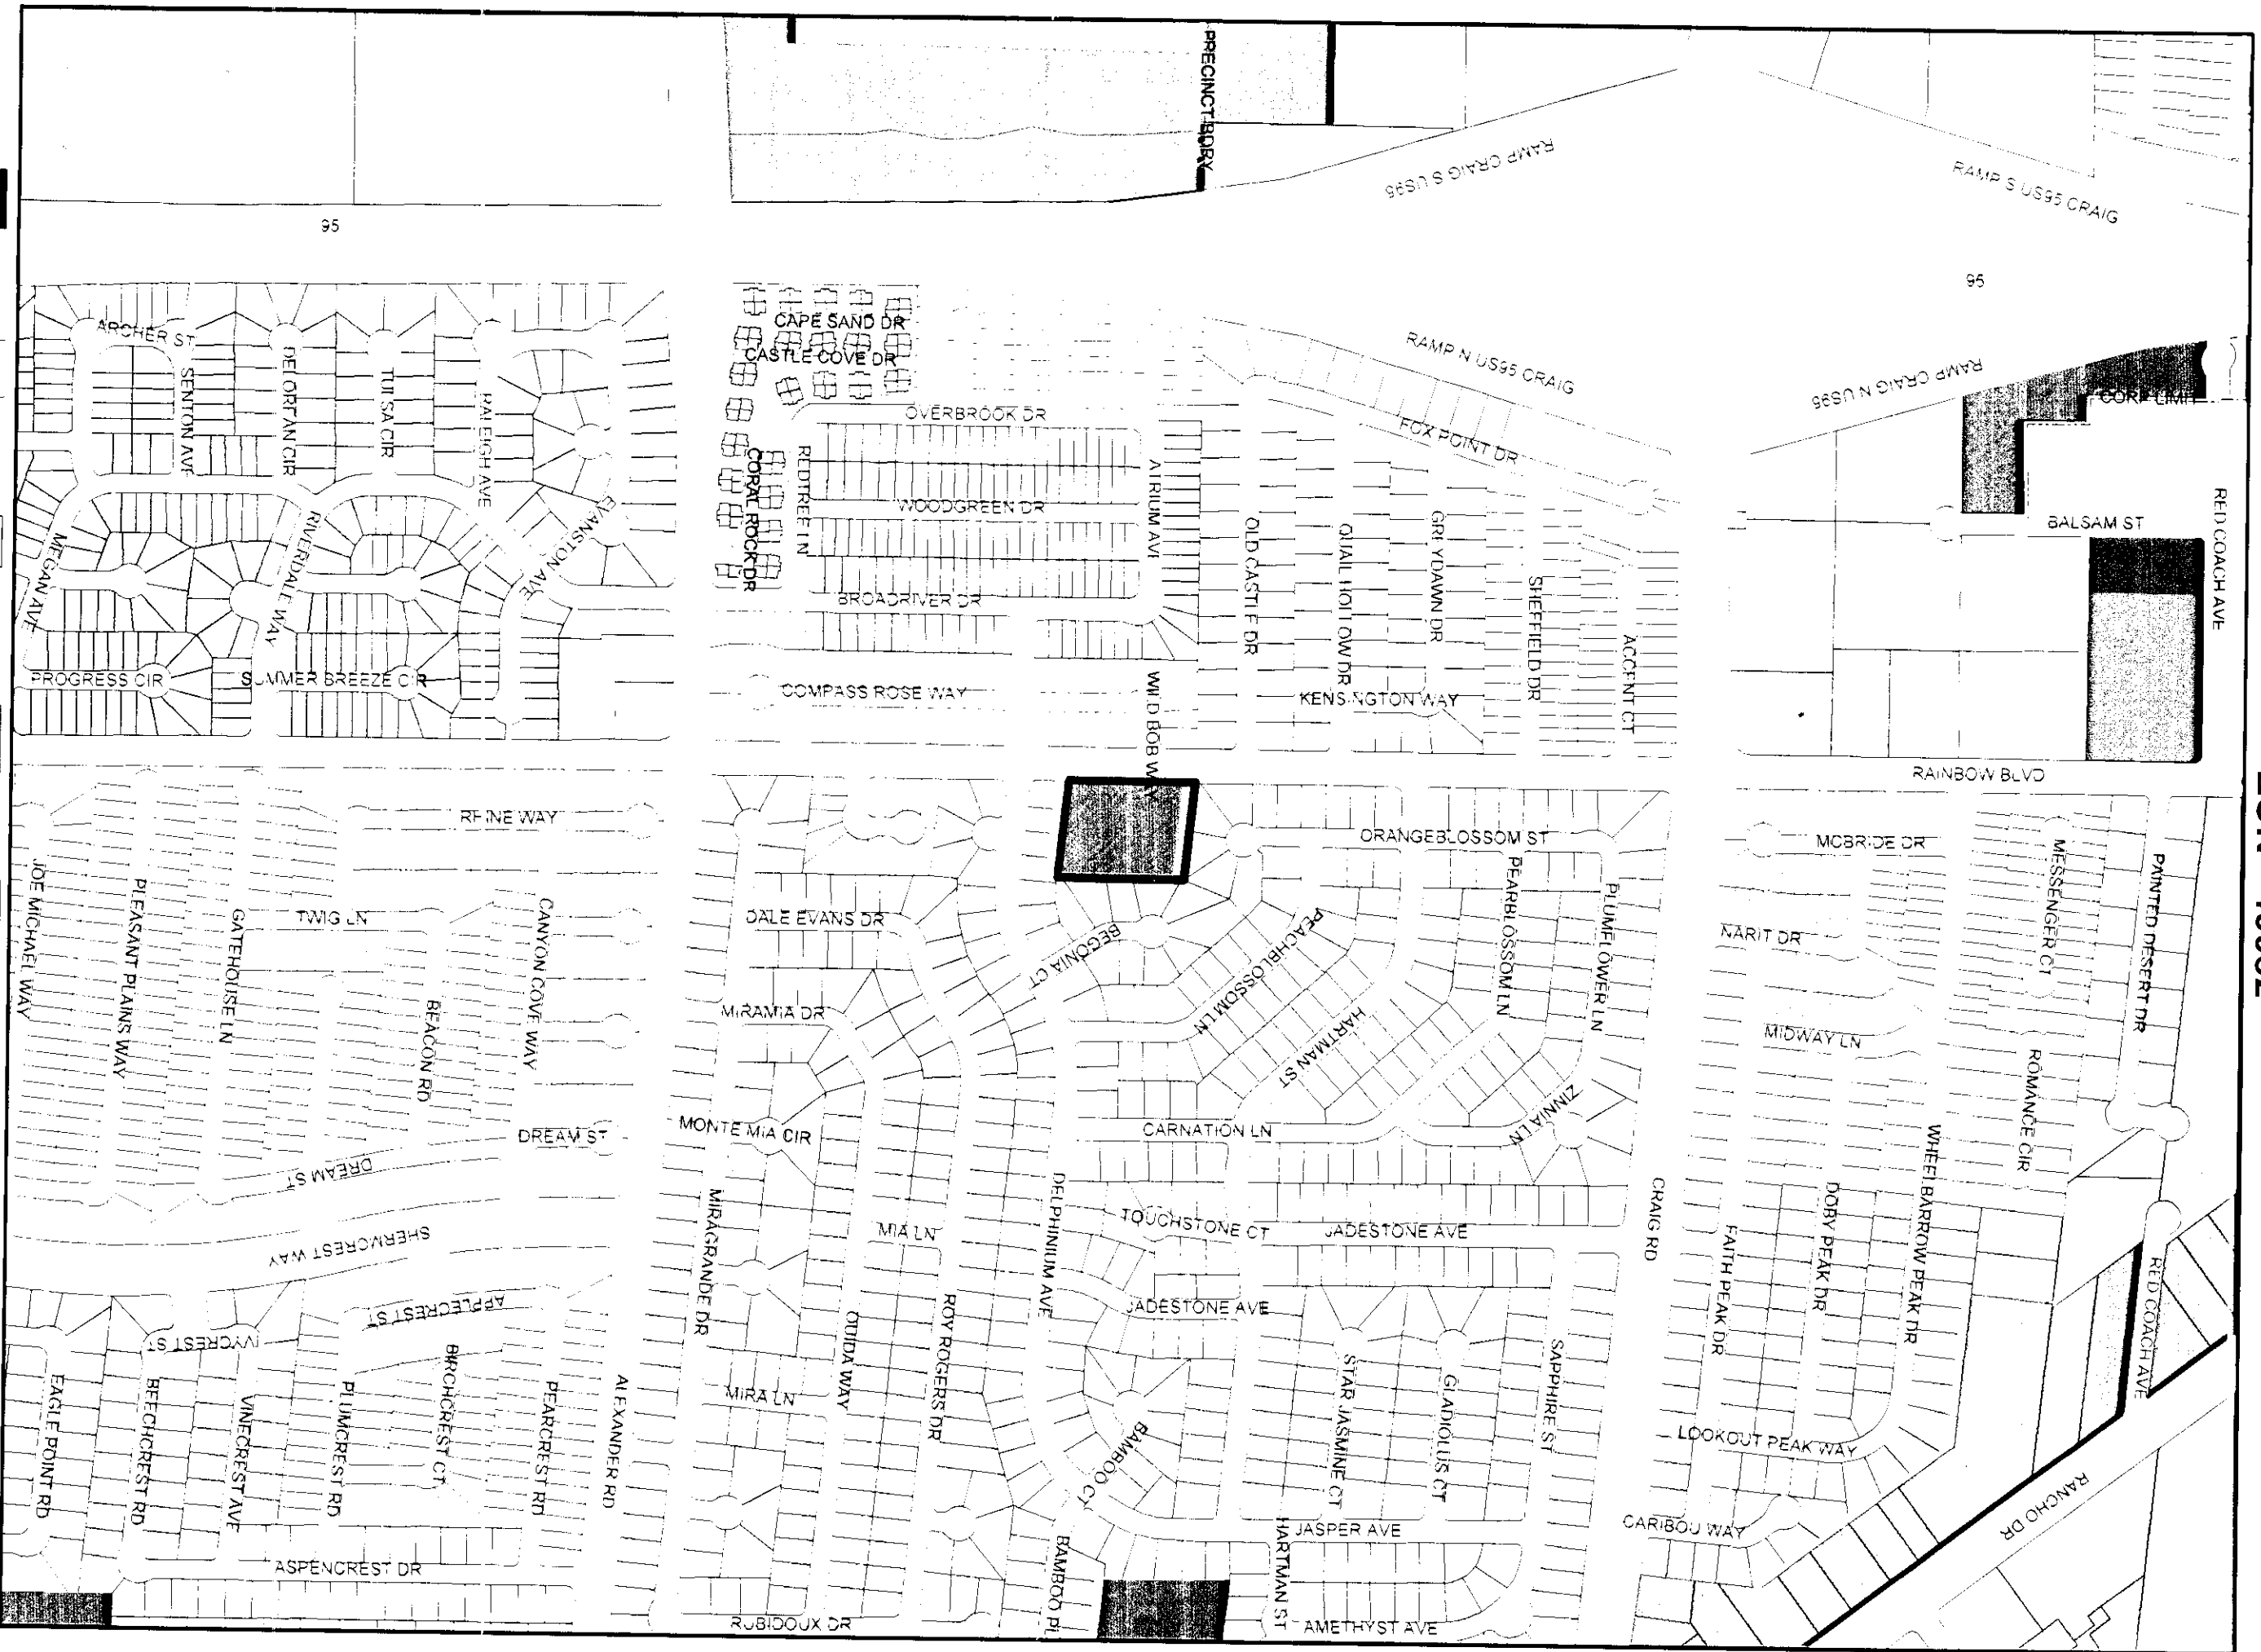 PRECINCT BDRY
RAMP CRAIG S US95
RAMP S US95 CRAIG
95
95
ARCHER ST
SENTON AVE
DELOREAN CIR
TULSA CIR
RALEIGH AVE
EVANSTON AVE
CAPE SAND DR
CASTLE COVE DR
OVERBROOK DR
REDTREE LN
CORAL ROCK DR
WOODGREEN DR
ATRIUM AVE
BROADRIVER DR
RAMP N US95 CRAIG
FOX POINT DR
RAMP CRAIG N US95
CORP LIMIT
BALSAM ST
RED COACH AVE
OLD CASTLE DR
QUAIL HOLLOW DR
GREYDAWN DR
SHEFFIELD DR
ACCENT CT
MEGAN AVE
RIVERDALE WAY
PROGRESS CIR
SUMMER BREEZE CIR
COMPASS ROSE WAY
WILD BOB WAY
KENSINGTON WAY
RAINBOW BLVD
RHINE WAY
ORANGEBLOSSOM ST
MCBRIDE DR
JOE MICHAEL WAY
PLEASANT PLAINS WAY
GATEHOUSE LN
TWIG LN
BEACON RD
CANYON COVE WAY
DALE EVANS DR
BEGONIA CT
PEACHBLOSSOM LN
HARTMAN ST
PEARBLOSSOM LN
PLUMFLOWER LN
NARIT DR
MESSENGER CT
PAINTED DESERT DR
MIRAMIA DR
MIDWAY LN
ROMANCE CIR
ZINNIA LN
DREAM ST
MONTE MIA CIR
CARNATION LN
WHEELBARROW PEAK DR
DREAM ST
MIRAGRANDE DR
DELPHINIUM AVE
CRAIG RD
DOBY PEAK DR
FAITH PEAK DR
SHERMCREST WAY
MIA LN
TOUCHSTONE CT
JADESTONE AVE
APPLECREST ST
JADESTONE AVE
RED COACH AVE
IVYCREST ST
BIRCHCREST CT
OUIDA WAY
ROY ROGERS DR
STAR JASMINE CT
GLADIOLUS CT
SAPPHIRE ST
EAGLE POINT RD
BEECHCREST RD
VINECREST AVE
PLUMCREST RD
PEARCREST RD
ALEXANDER RD
MIRA LN
BAMBOO CT
LOOKOUT PEAK WAY
RANCHO DR
ASPENCREST DR
BAMBOO PL
HARTMAN ST
JASPER AVE
CARIBOU WAY
RUBIDOUX DR
AMETHYST AVE